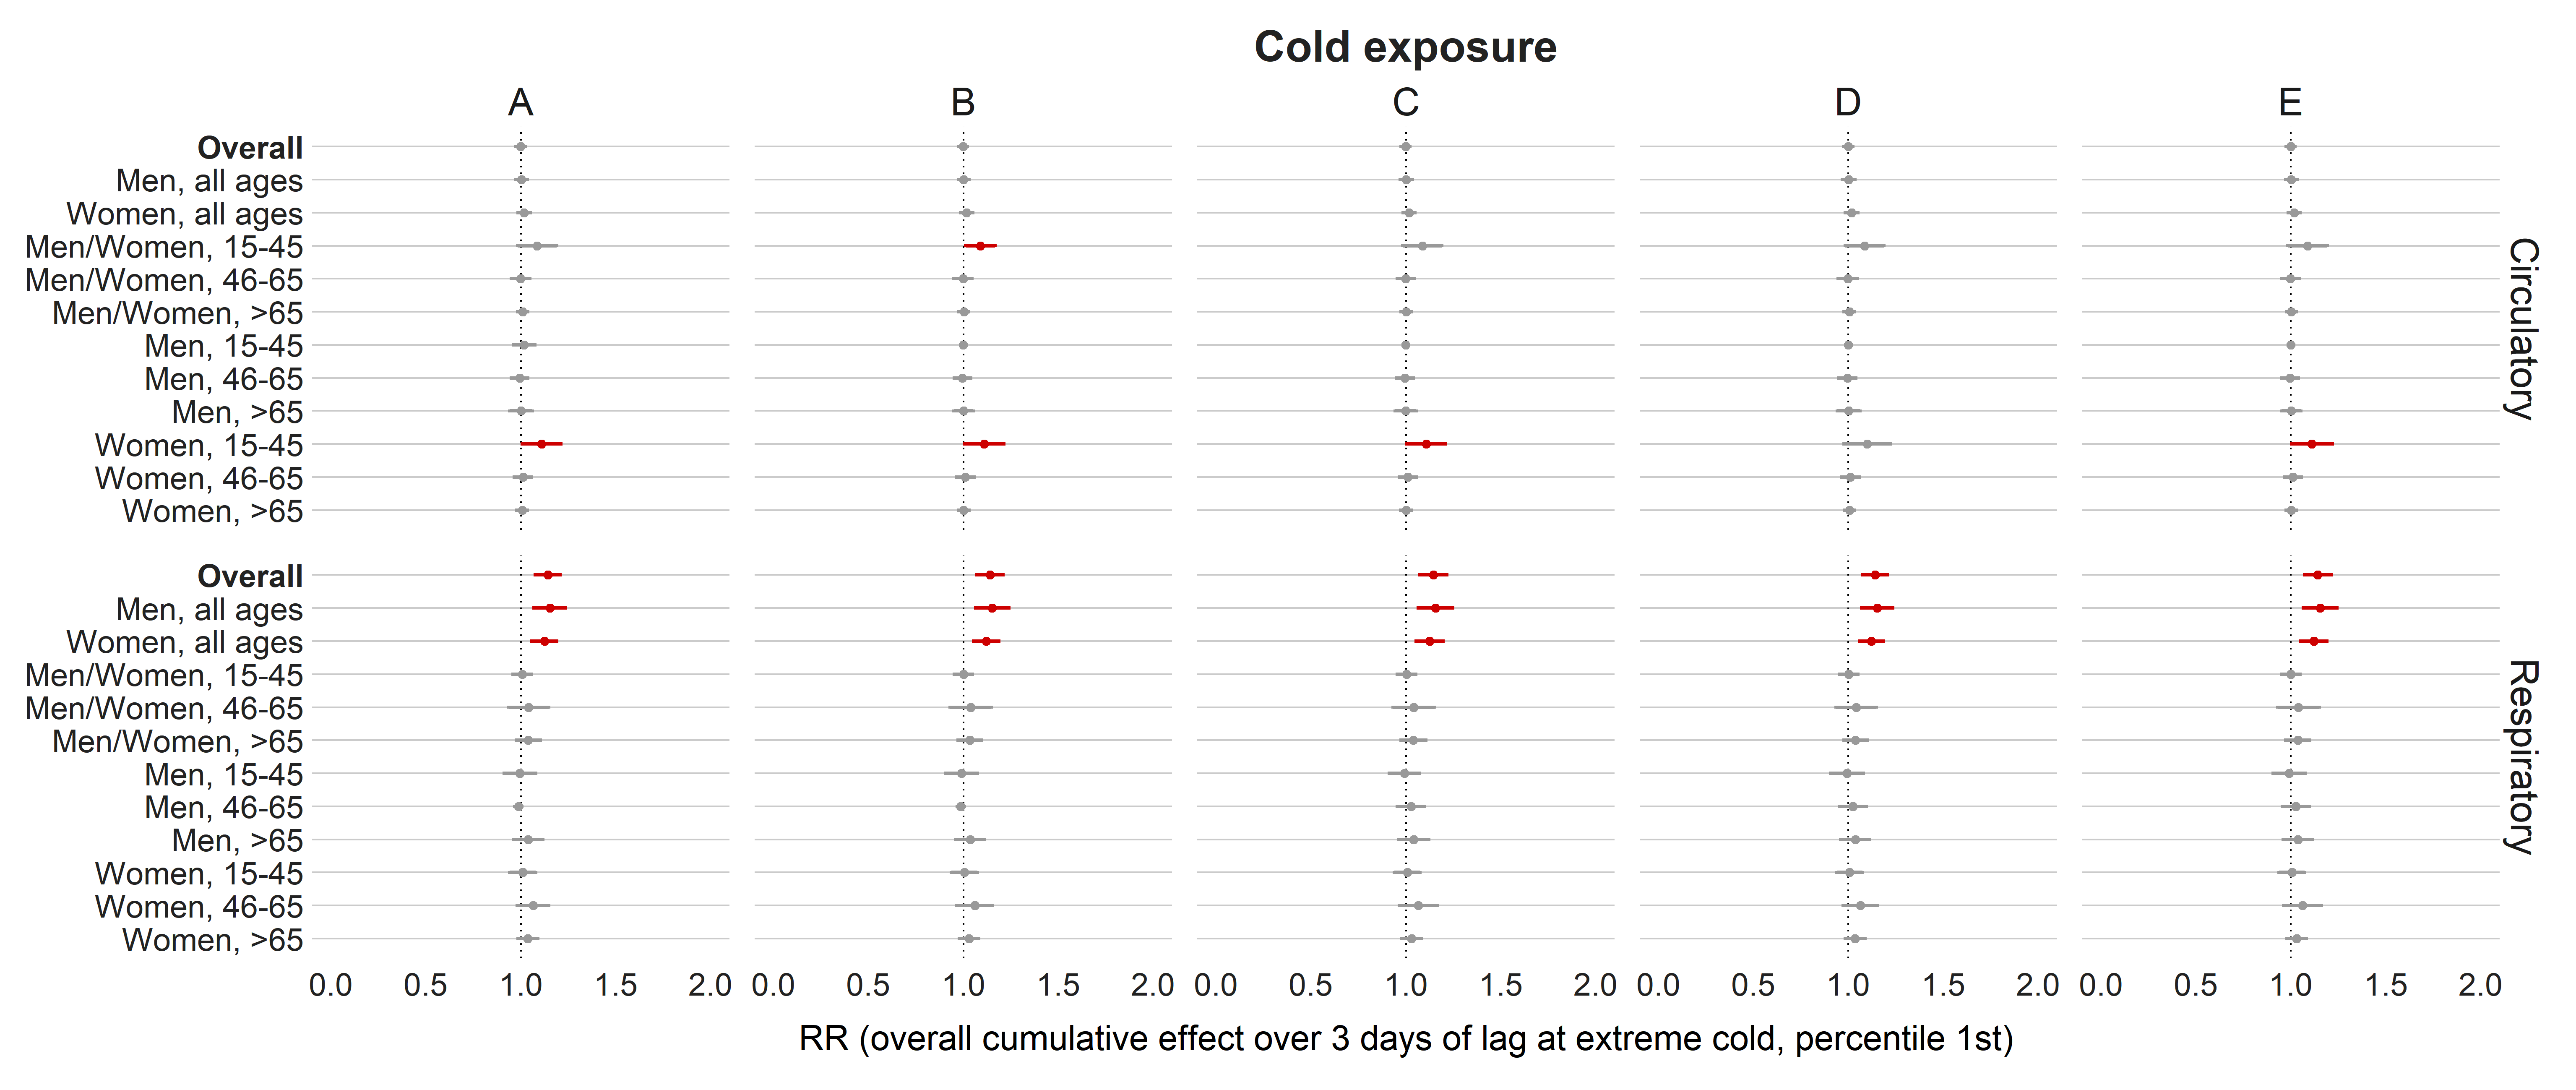 Cold exposure
A B C D E
Overall
Men, all ages
Women, all ages
Men/Women, 15-45
Men/Women, 46-65
Men/Women, >65
Men, 15-45
Men, 46-65
Men, >65
Women, 15-45
Women, 46-65
Women, >65
Circulatory
Overall
Men, all ages
Women, all ages
Men/Women, 15-45
Men/Women, 46-65
Men/Women, >65
Men, 15-45
Men, 46-65
Men, >65
Women, 15-45
Women, 46-65
Women, >65
Respiratory
0.0 0.5 1.0 1.5 2.0 0.0 0.5 1.0 1.5 2.0 0.0 0.5 1.0 1.5 2.0 0.0 0.5 1.0 1.5 2.0 0.0 0.5 1.0 1.5 2.0
RR (overall cumulative effect over 3 days of lag at extreme cold, percentile 1st)